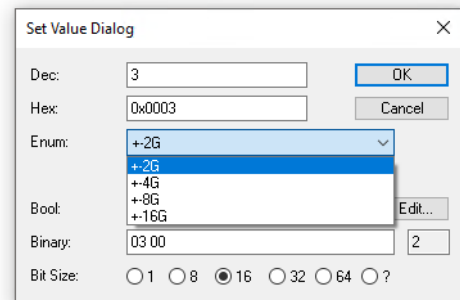 Set Value Dialog
Dec: 3 OK
Hex: 0x0003 Cancel
Enum: +-2G
+-2G
+-4G
+-8G
+-16G
Bool: Edit...
Binary: 03 00 2
Bit Size: 1 8 16 32 64 ?